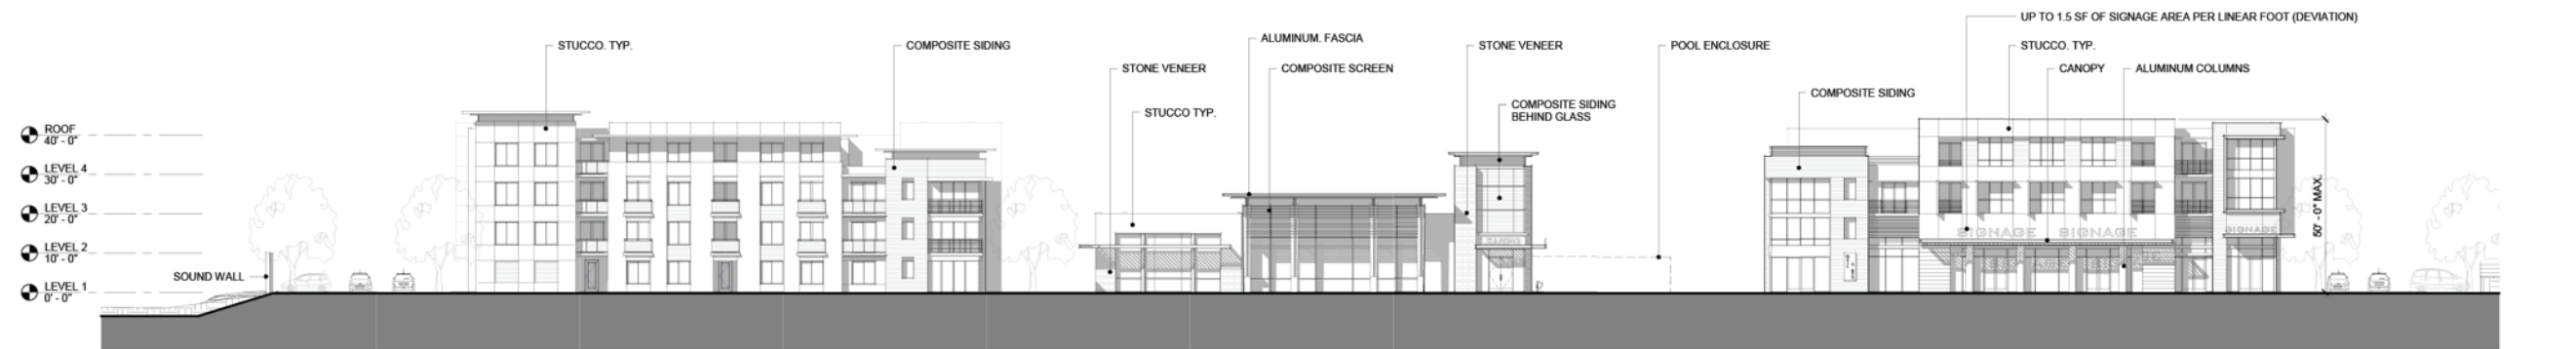 UP TO 1.5 SF OF SIGNAGE AREA PER LINEAR FOOT (DEVIATION)
STUCCO. TYP.
COMPOSITE SIDING
ALUMINUM. FASCIA
STONE VENEER
POOL ENCLOSURE
STUCCO. TYP.
STONE VENEER
COMPOSITE SCREEN
CANOPY
ALUMINUM COLUMNS
COMPOSITE SIDING
STUCCO TYP.
COMPOSITE SIDING
BEHIND GLASS
ROOF
40' - 0"
LEVEL 4
30' - 0"
LEVEL 3
20' - 0"
LEVEL 2
10' - 0"
LEVEL 1
0' - 0"
SOUND WALL
SIGNAGE
SIGNAGE
SIGNAGE
50' - 0" MAX.